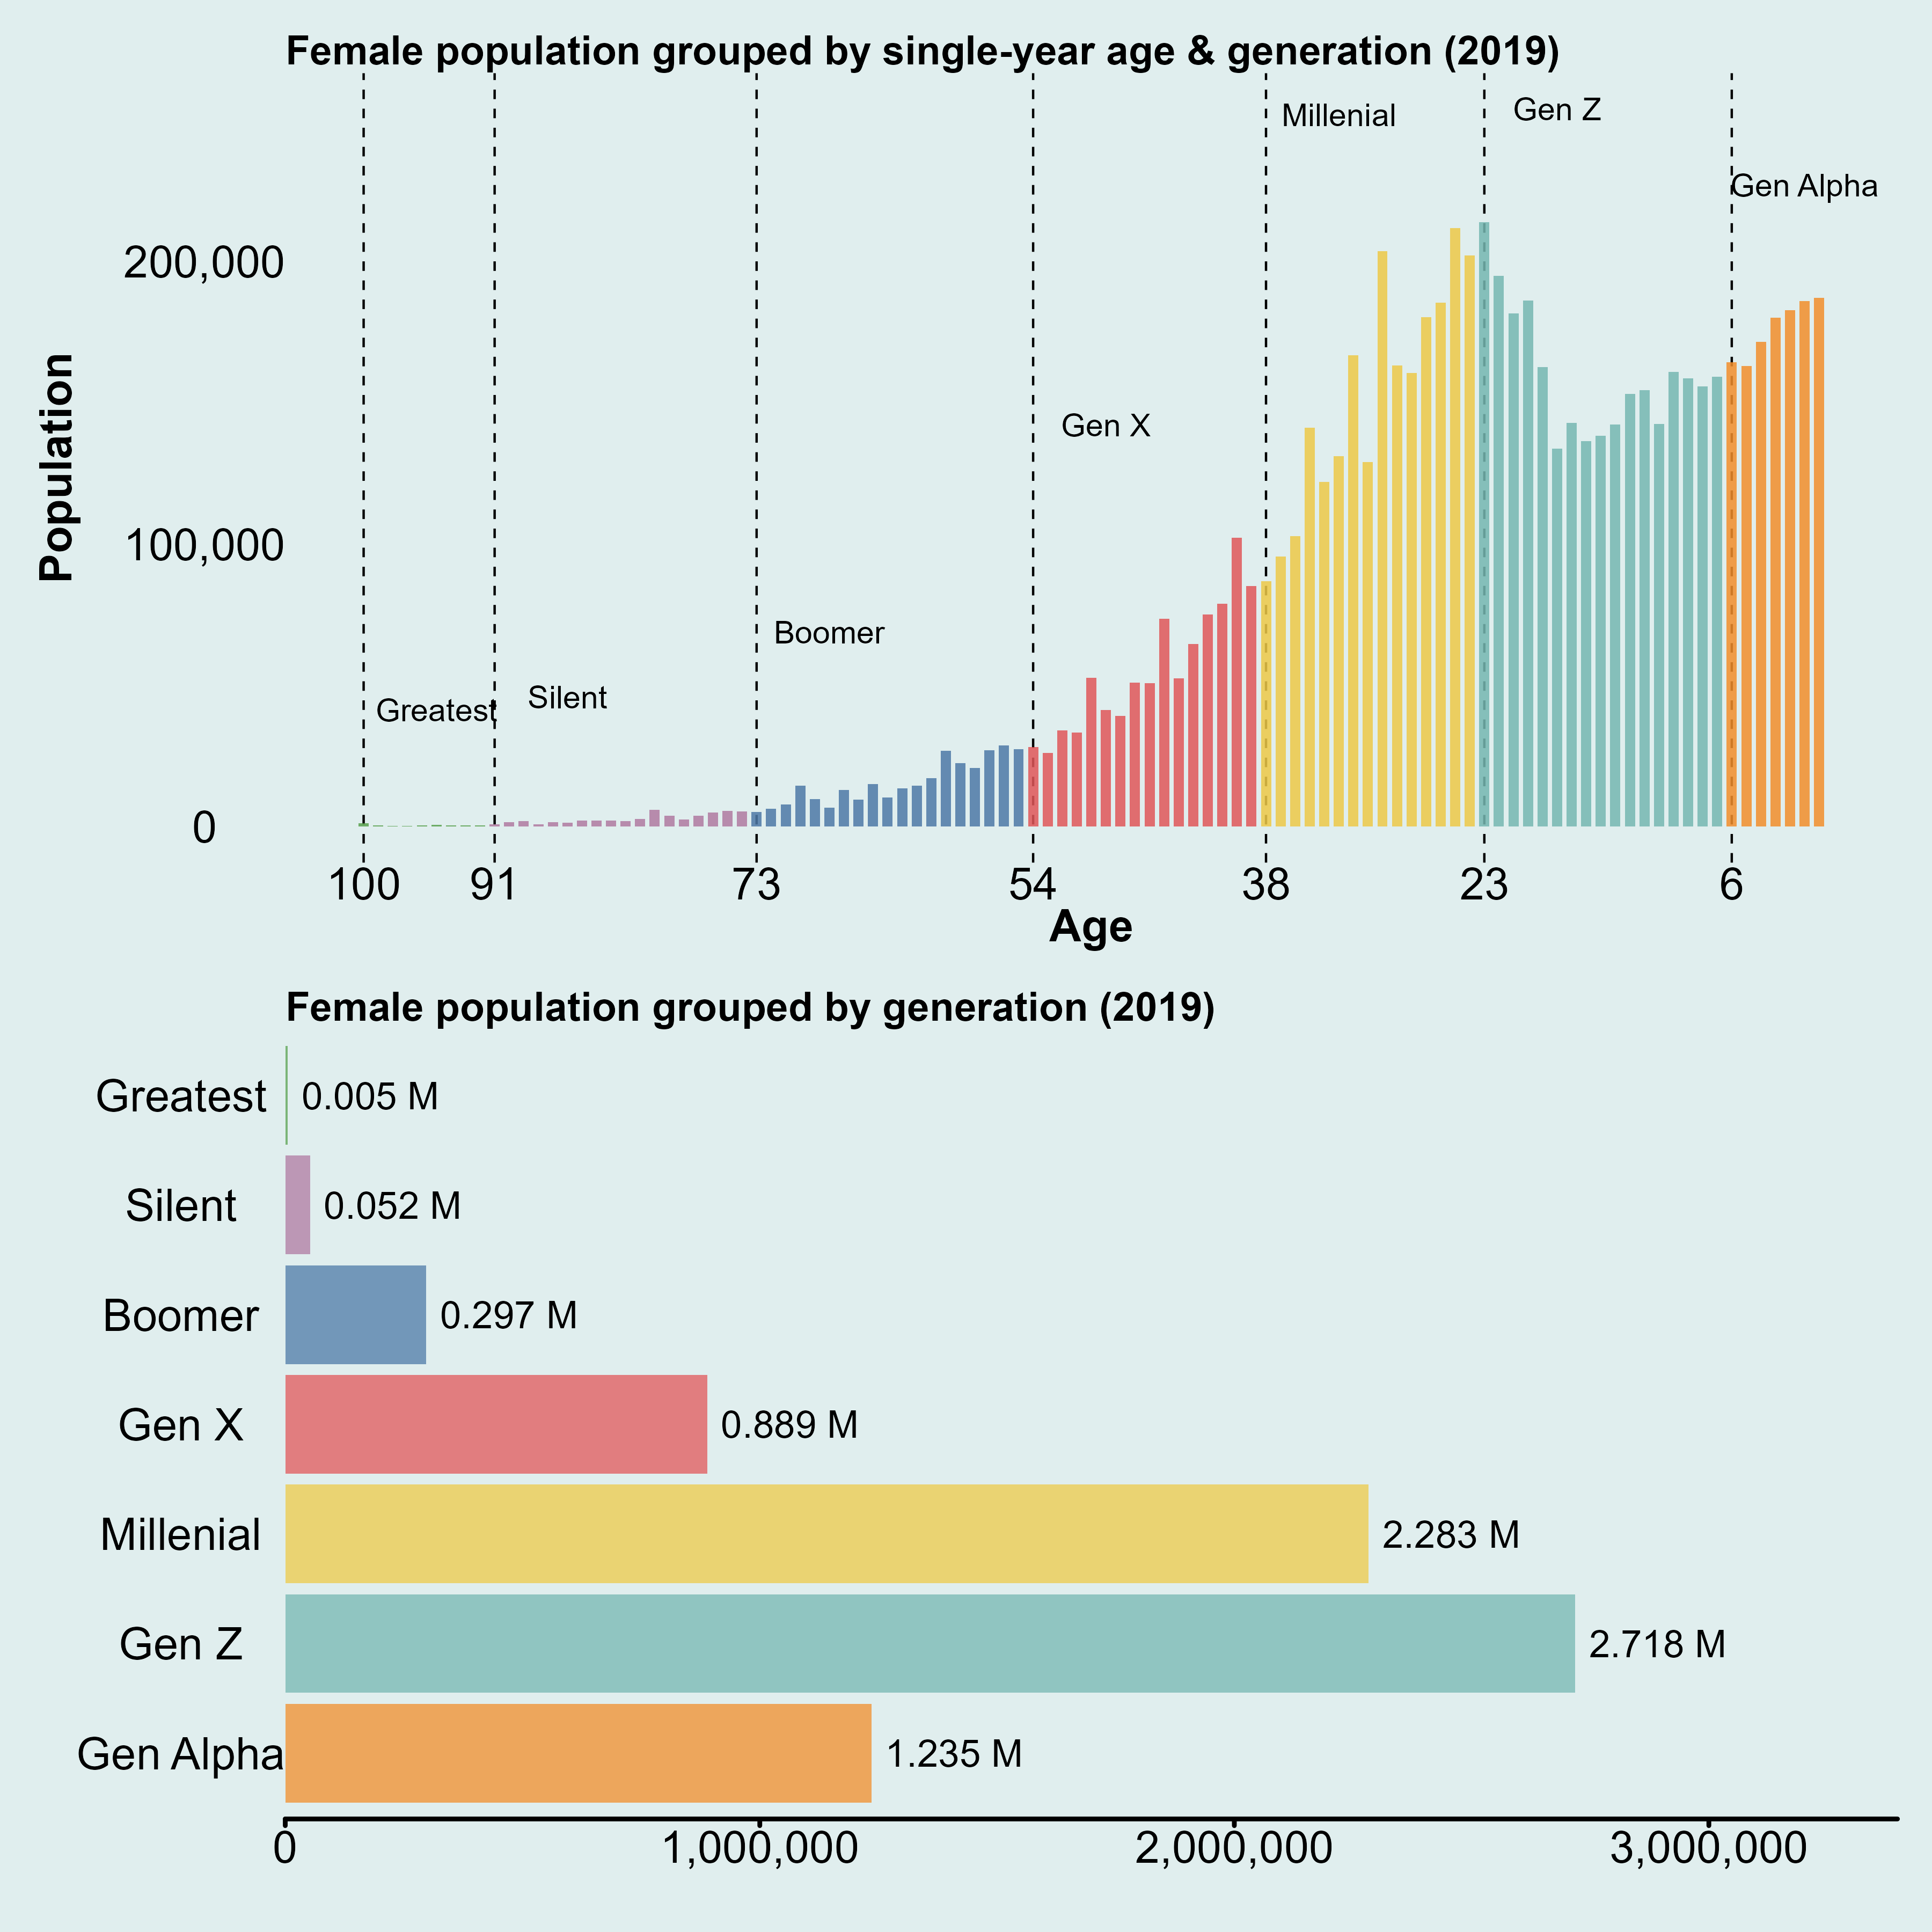 Female population grouped by single-year age & generation (2019)
Millenial
Gen Z
Gen Alpha
200,000
Gen X
100,000
Population
Boomer
Silent
Greatest
0
100 91 73 54 38 23 6
Age
Female population grouped by generation (2019)
Greatest 0.005 M
Silent 0.052 M
Boomer 0.297 M
Gen X 0.889 M
Millenial 2.283 M
Gen Z 2.718 M
Gen Alpha 1.235 M
0 1,000,000 2,000,000 3,000,000